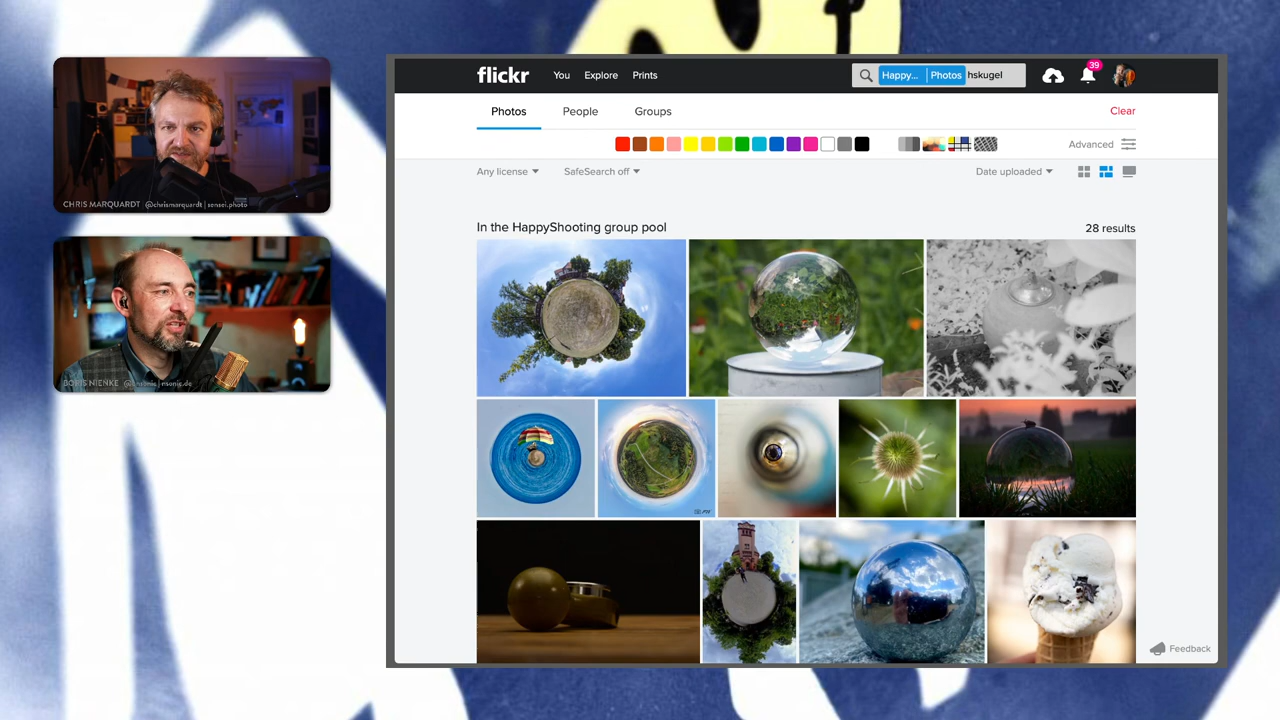 CHRIS MARQUARDT @chrismarquardt | sensei.photo
BORIS NIENKE
flickr
You Explore Prints
Happy... Photos hskugel
39
Photos People Groups
Clear
Advanced
Any license SafeSearch off
Date uploaded
In the HappyShooting group pool
28 results
Feedback